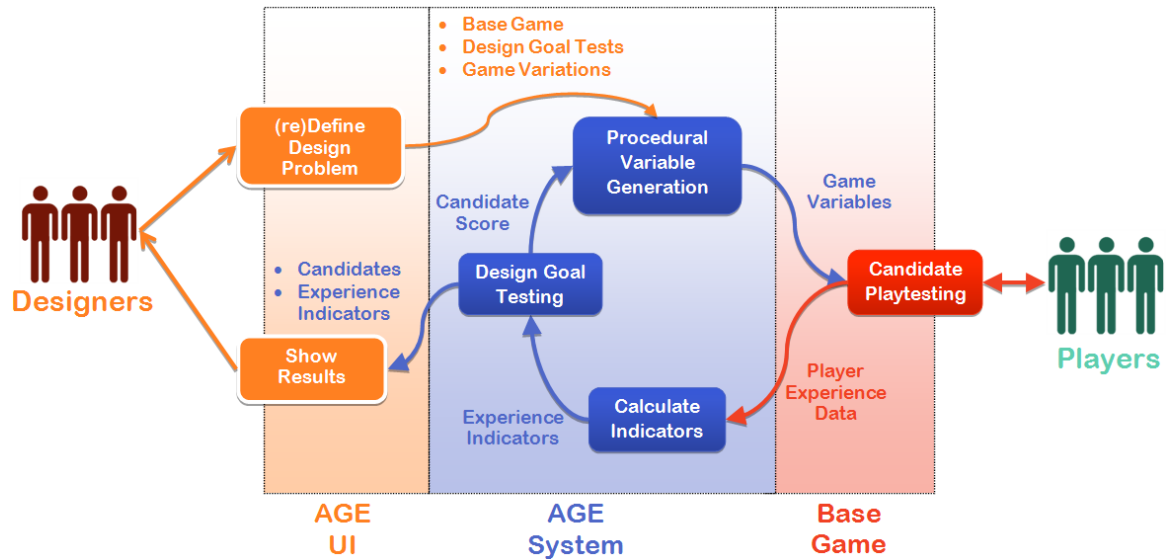 • Base Game
• Design Goal Tests
• Game Variations
(re)Define
Design
Problem
Procedural
Variable
Generation
Game
Variables
Candidate
Score
Designers
• Candidates
• Experience
Indicators
Design Goal
Testing
Candidate
Playtesting
Players
Show
Results
Experience
Indicators
Calculate
Indicators
Player
Experience
Data
AGE
UI
AGE
System
Base
Game